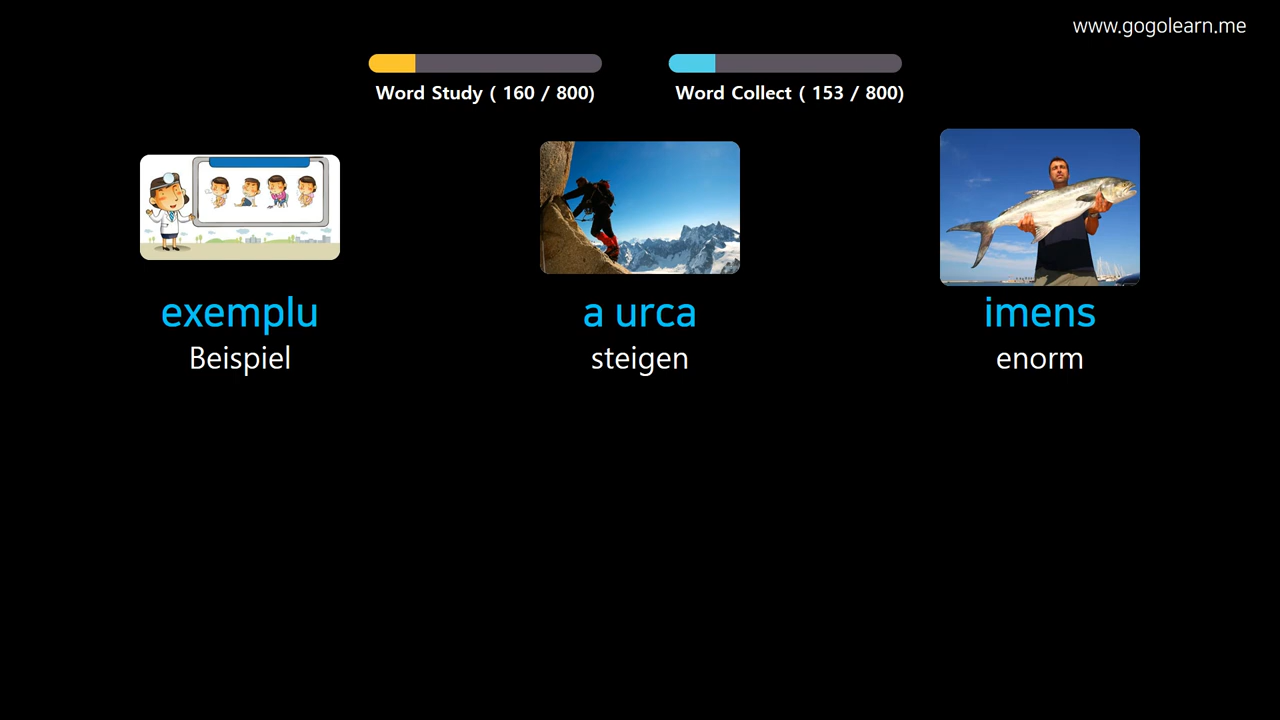 www.gogolearn.me
Word Study ( 160 / 800)
Word Collect ( 153 / 800)
exemplu
Beispiel
a urca
steigen
imens
enorm